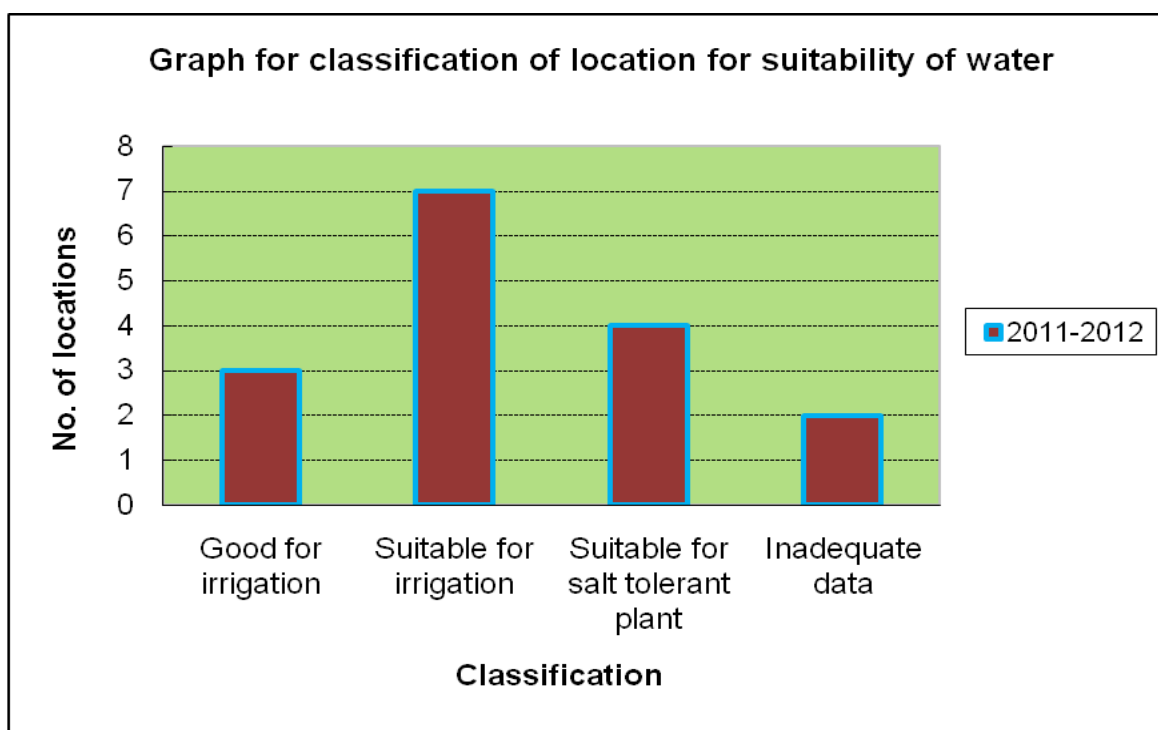 Graph for classification of location for suitability of water
No. of locations
8
7
6
5
4
3
2
1
0
Good for
irrigation
Suitable for
irrigation
Suitable for
salt tolerant
plant
Inadequate
data
Classification
2011-2012